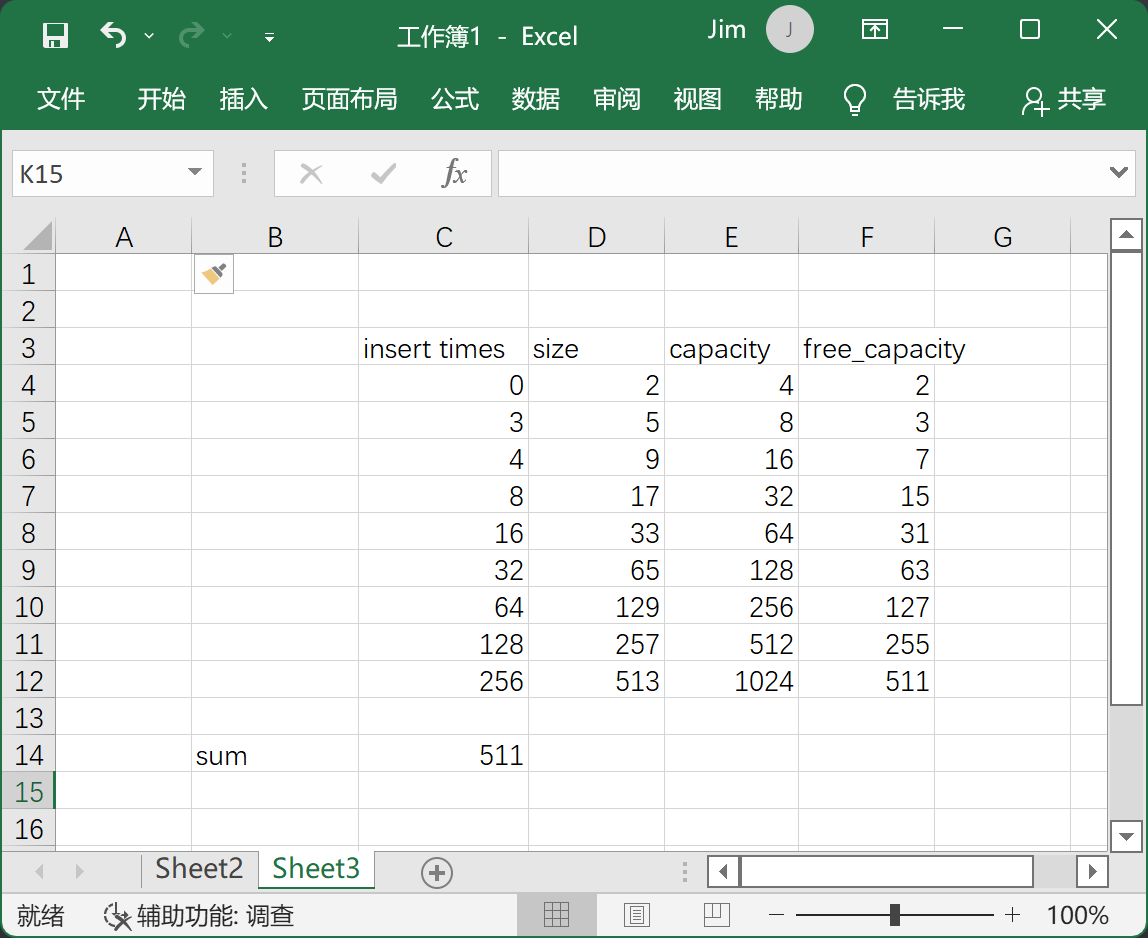 工作簿1 - Excel
Jim
J
文件 开始 插入 页面布局 公式 数据 审阅 视图 帮助 告诉我 共享
K15 fx
A B C D E F G
1
2
3 insert times size capacity free_capacity
4 0 2 4 2
5 3 5 8 3
6 4 9 16 7
7 8 17 32 15
8 16 33 64 31
9 32 65 128 63
10 64 129 256 127
11 128 257 512 255
12 256 513 1024 511
13
14 sum 511
15
16
Sheet2 Sheet3
就绪 辅助功能: 调查 100%